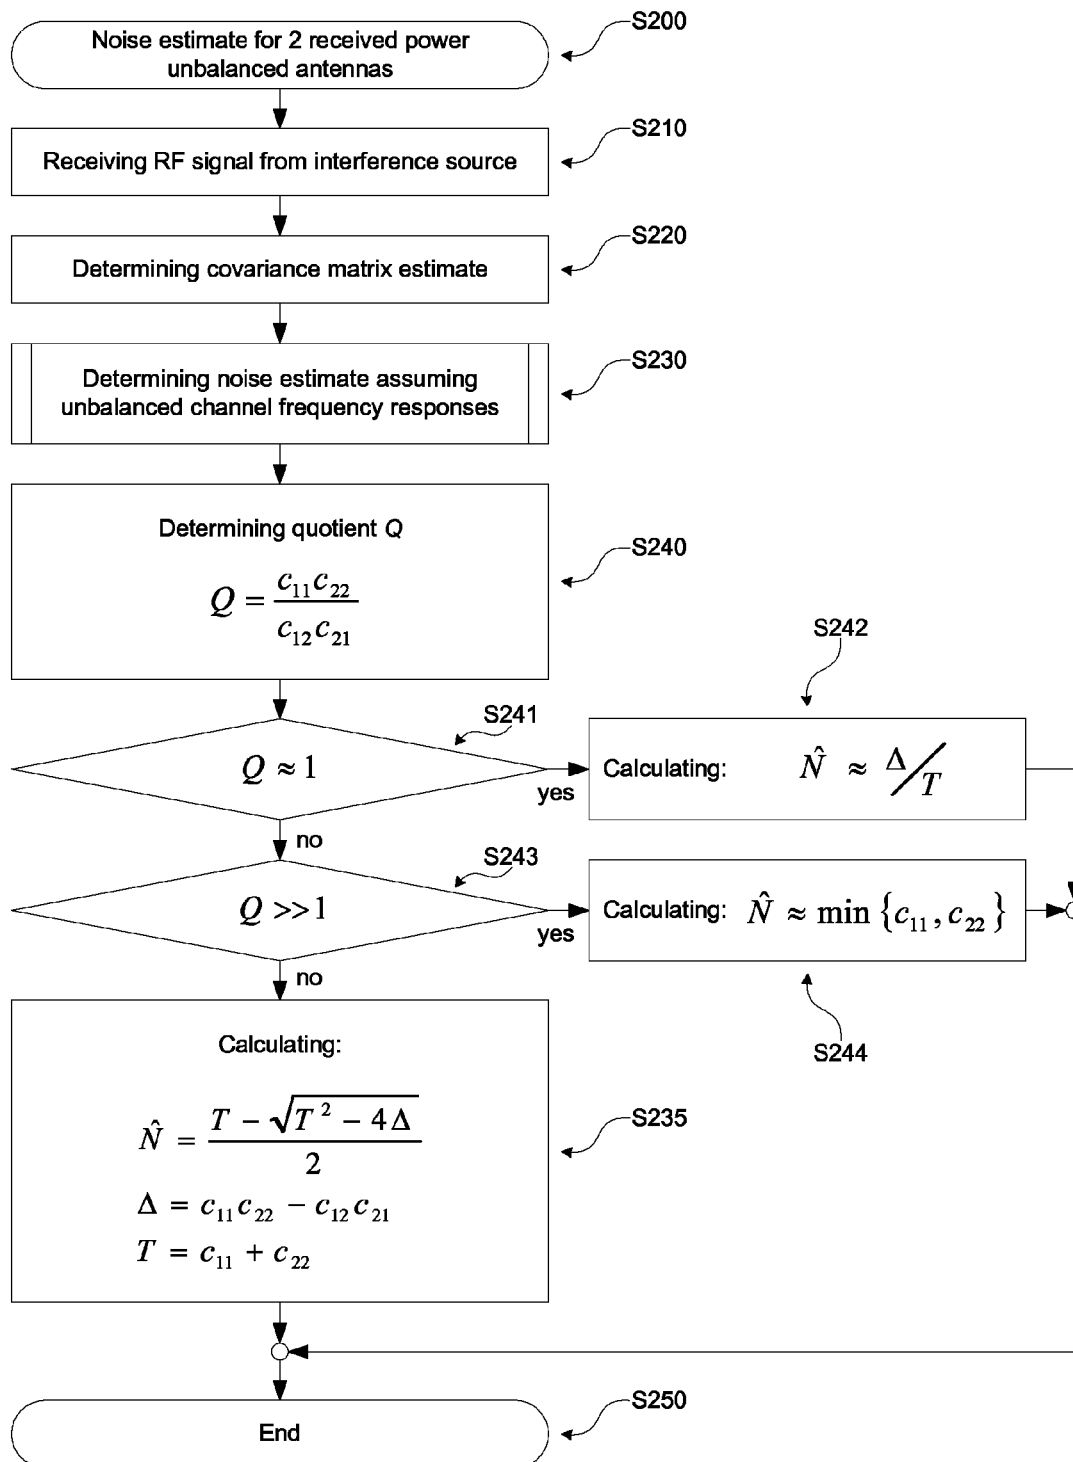 Noise estimate for 2 received power
unbalanced antennas
S200
Receiving RF signal from interference source
S210
Determining covariance matrix estimate
S220
Determining noise estimate assuming
unbalanced channel frequency responses
S230
Determining quotient Q
Q = c₁₁c₂₂ / c₁₂c₂₁
S240
S241
Q ≈ 1
yes
no
S242
Calculating: N̂ ≈ Δ/T
S243
Q >>1
yes
no
Calculating: N̂ ≈ min {c₁₁, c₂₂}
S244
Calculating:
N̂ = (T − √(T² − 4Δ)) / 2
Δ = c₁₁c₂₂ − c₁₂c₂₁
T = c₁₁ + c₂₂
S235
End
S250